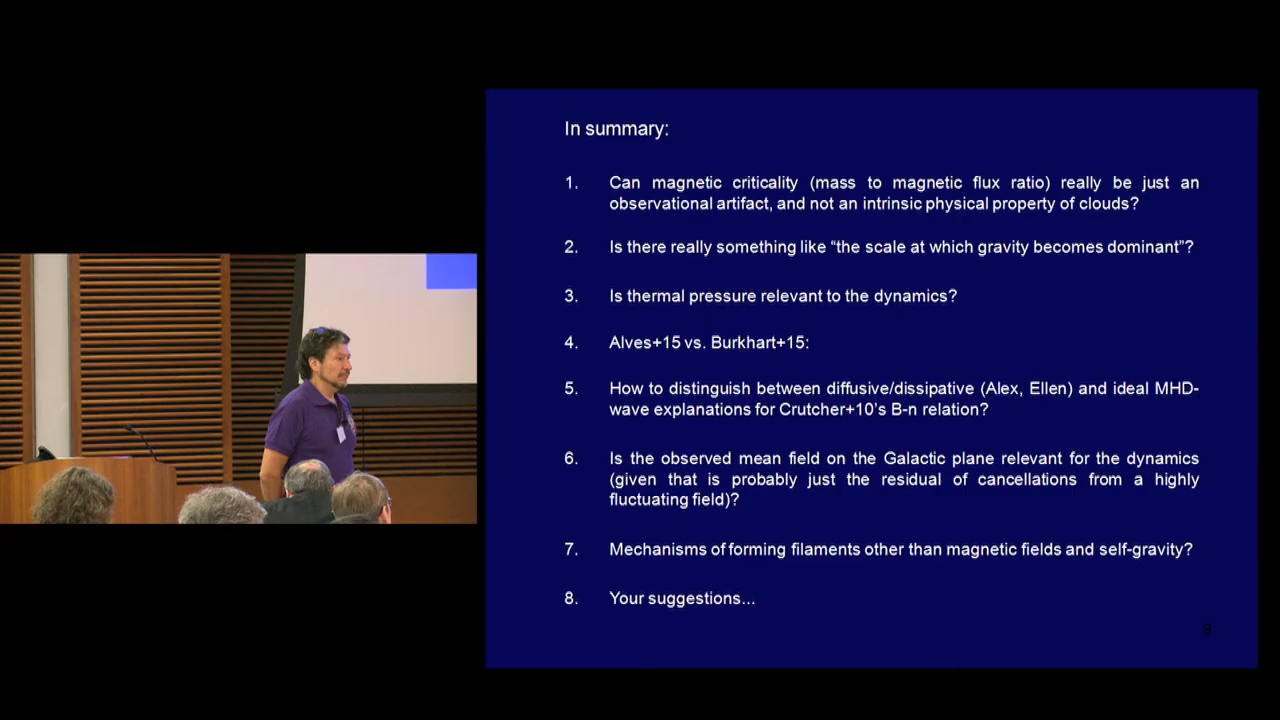 In summary:
1. Can magnetic criticality (mass to magnetic flux ratio) really be just an
observational artifact, and not an intrinsic physical property of clouds?
2. Is there really something like “the scale at which gravity becomes dominant”?
3. Is thermal pressure relevant to the dynamics?
4. Alves+15 vs. Burkhart+15:
5. How to distinguish between diffusive/dissipative (Alex, Ellen) and ideal MHD-
wave explanations for Crutcher+10’s B-n relation?
6. Is the observed mean field on the Galactic plane relevant for the dynamics
(given that is probably just the residual of cancellations from a highly
fluctuating field)?
7. Mechanisms of forming filaments other than magnetic fields and self-gravity?
8. Your suggestions...
9